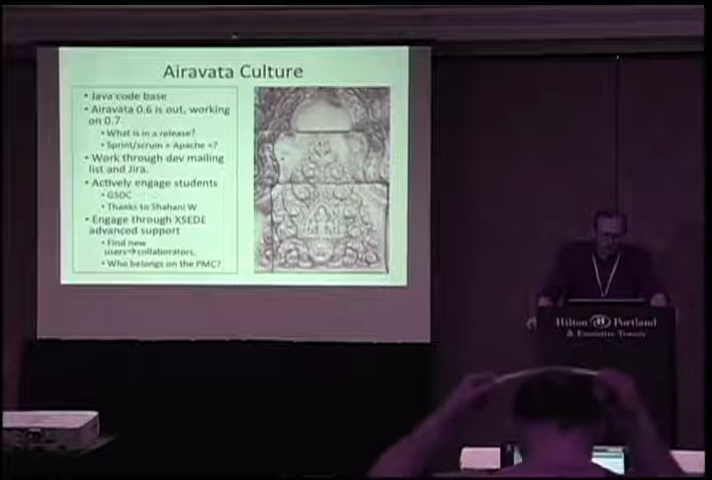 Airavata Culture
• Java code base
• Airavata 0.6 is out, working
on 0.7
• What is in a release?
• Sprint/scrum + Apache =?
• Work through dev mailing
list and Jira.
• Actively engage students
• GSOC
• Thanks to Shahani W
• Engage through XSEDE
advanced support
• Find new
users→collaborators.
• Who belongs on the PMC?
Hilton Portland
& Executive Tower